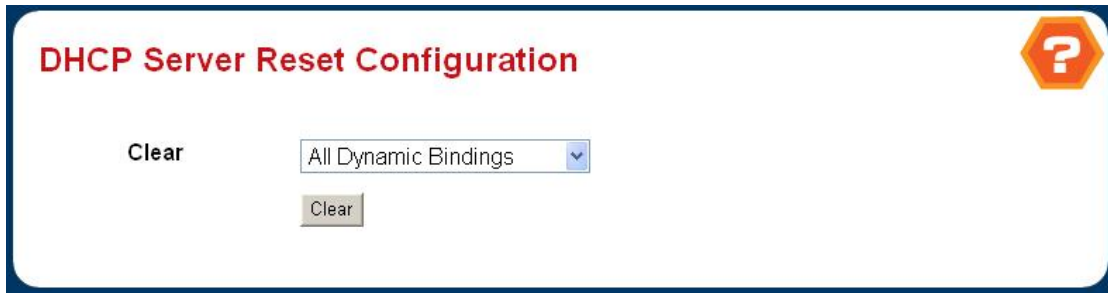 DHCP Server Reset Configuration
?
Clear
All Dynamic Bindings
Clear